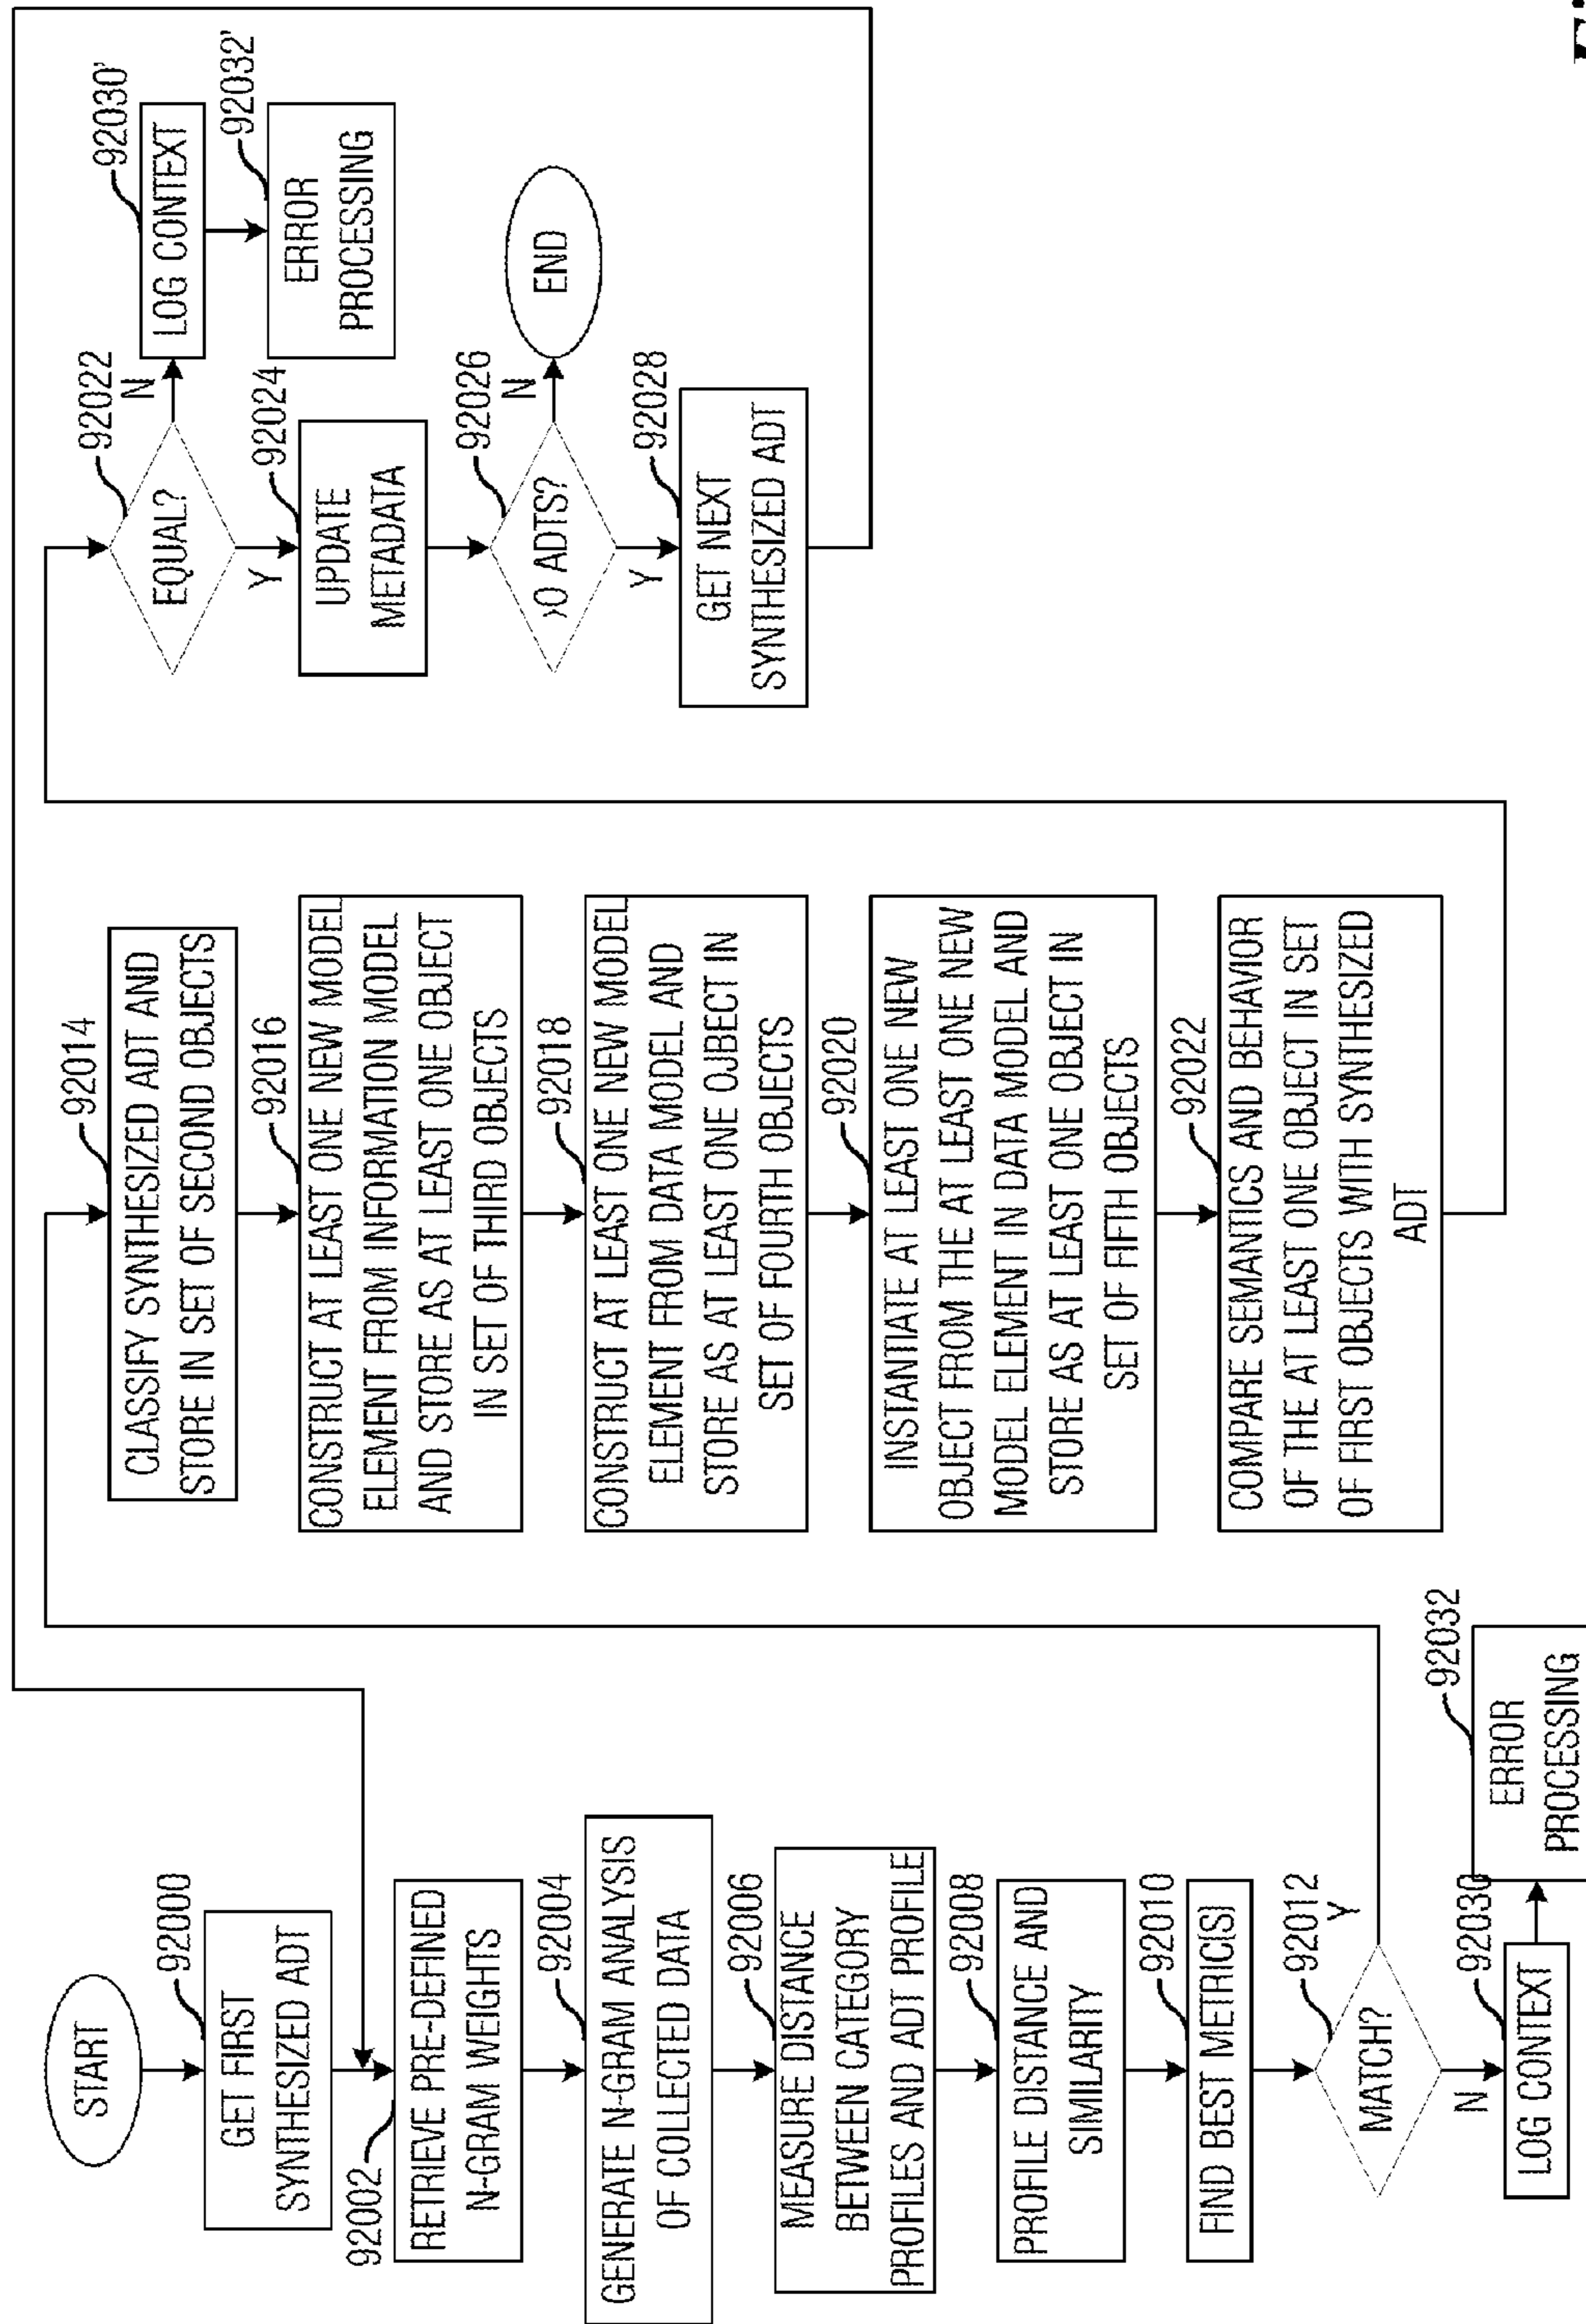 START
92000
GET FIRST
SYNTHESIZED ADT
92002
RETRIEVE PRE-DEFINED
N-GRAM WEIGHTS
92004
GENERATE N-GRAM ANALYSIS
OF COLLECTED DATA
92006
MEASURE DISTANCE
BETWEEN CATEGORY
PROFILES AND ADT PROFILE
92008
PROFILE DISTANCE AND
SIMILARITY
92010
FIND BEST METRIC(S)
92012
MATCH?
Y
N
92030
LOG CONTEXT
92032
ERROR
PROCESSING
92014
CLASSIFY SYNTHESIZED ADT AND
STORE IN SET OF SECOND OBJECTS
92016
CONSTRUCT AT LEAST ONE NEW MODEL
ELEMENT FROM INFORMATION MODEL
AND STORE AS AT LEAST ONE OBJECT
IN SET OF THIRD OBJECTS
92018
CONSTRUCT AT LEAST ONE NEW MODEL
ELEMENT FROM DATA MODEL AND
STORE AS AT LEAST ONE OJBECT IN
SET OF FOURTH OBJECTS
92020
INSTANTIATE AT LEAST ONE NEW
OBJECT FROM THE AT LEAST ONE NEW
MODEL ELEMENT IN DATA MODEL AND
STORE AS AT LEAST ONE OBJECT IN
SET OF FIFTH OBJECTS
92022
COMPARE SEMANTICS AND BEHAVIOR
OF THE AT LEAST ONE OBJECT IN SET
OF FIRST OBJECTS WITH SYNTHESIZED
ADT
92022
EQUAL?
N
Y
92030'
LOG CONTEXT
92032'
ERROR
PROCESSING
92024
UPDATE
METADATA
92026
>0 ADTS?
N
END
Y
92028
GET NEXT
SYNTHESIZED ADT